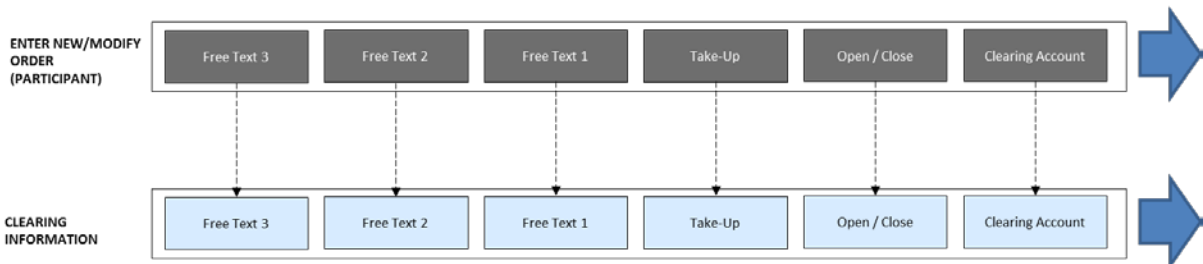 ENTER NEW/MODIFY
ORDER
(PARTICIPANT)
Free Text 3
Free Text 2
Free Text 1
Take-Up
Open / Close
Clearing Account
CLEARING
INFORMATION
Free Text 3
Free Text 2
Free Text 1
Take-Up
Open / Close
Clearing Account